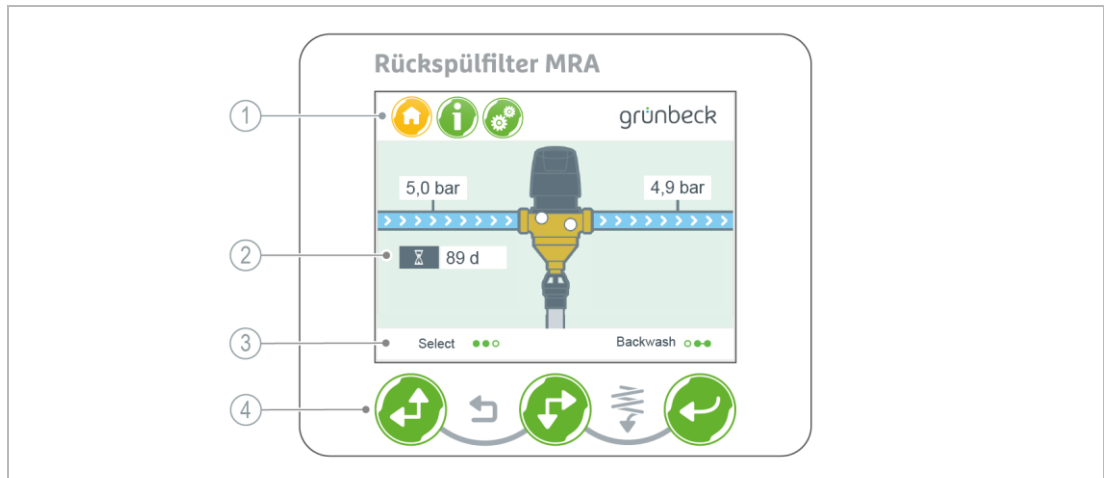 Rückspülfilter MRA
1
grünbeck
5,0 bar
4,9 bar
2
89 d
3
Select
Backwash
4